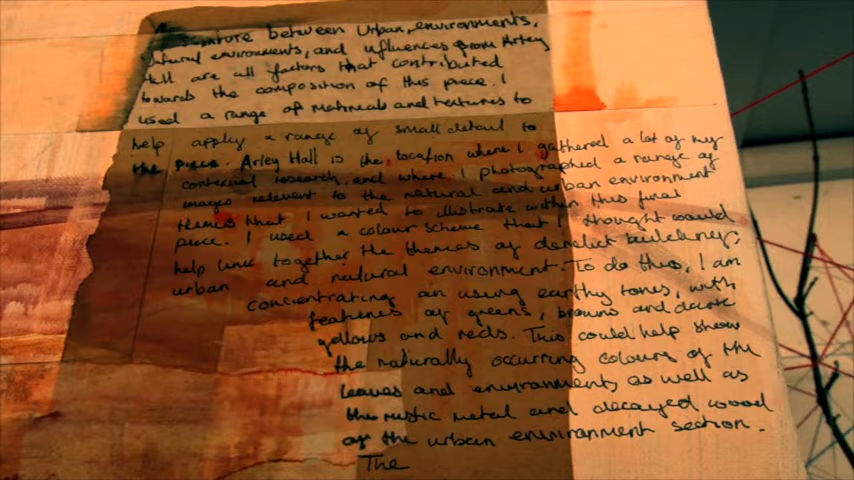 mixture between Urban, environments,
Natural environments, and influences from Arley
Hall are all factors that contributed
towards the composition of this piece. I
used a range of materials and textures to
help apply a range of small detail to
the piece. Arley Hall is the location where I gathered a lot of my
contextual research, and where I photographed a range of
images relevant to the natural and urban environment
themes that I wanted to illustrate within this final
piece. I used a colour scheme that I thought would
help link together the themes of derelict buildings,
urban and natural environment. To do this, I am
concentrating on using earthy tones, with
features of greens, browns and dark
yellows and reds. This could help show
the naturally occurring colours of the
leaves and environments as well as
the rustic metal and decayed wood
of the urban environment section.
The